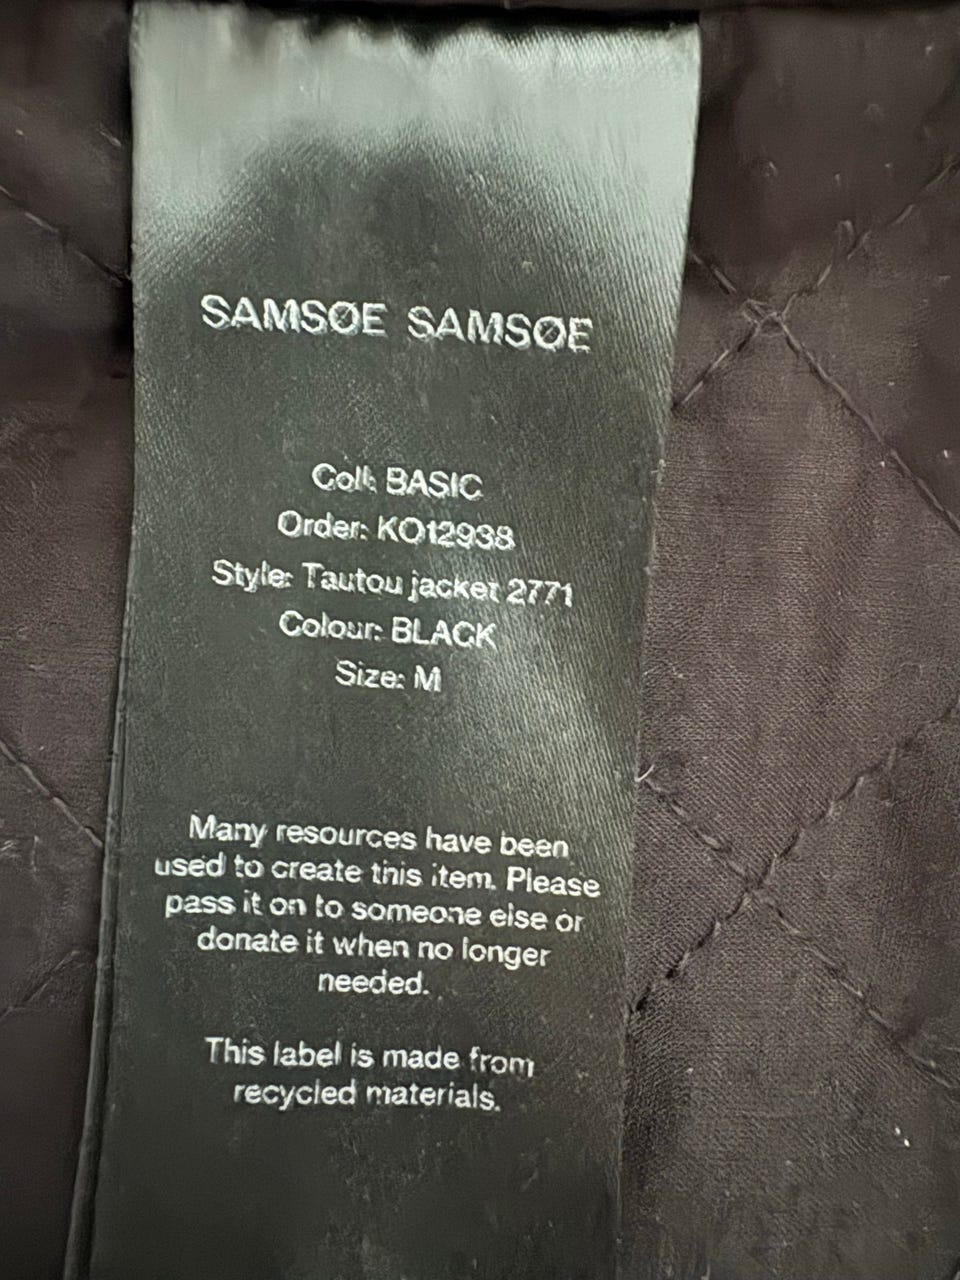 SAMSØE SAMSØE
Coll: BASIC
Order: KO12938
Style: Tautou jacket 2771
Colour: BLACK
Size: M
Many resources have been
used to create this item. Please
pass it on to someone else or
donate it when no longer
needed.
This label is made from
recycled materials.